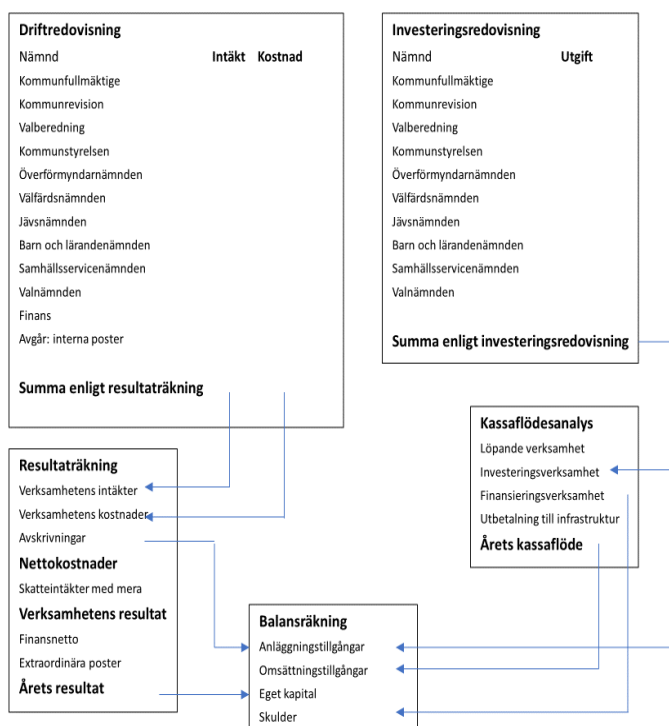 Driftredovisning
Nämnd Intäkt Kostnad
Kommunfullmäktige
Kommunrevision
Valberedning
Kommunstyrelsen
Överförmyndarnämnden
Välfärdsnämnden
Jävsnämnden
Barn och lärandenämnden
Samhällsservicenämnden
Valnämnden
Finans
Avgår: interna poster
Summa enligt resultaträkning
Investeringsredovisning
Nämnd Utgift
Kommunfullmäktige
Kommunrevision
Valberedning
Kommunstyrelsen
Överförmyndarnämnden
Välfärdsnämnden
Jävsnämnden
Barn och lärandenämnden
Samhällsservicenämnden
Valnämnden
Summa enligt investeringsredovisning
Resultaträkning
Verksamhetens intäkter
Verksamhetens kostnader
Avskrivningar
Nettokostnader
Skatteintäkter med mera
Verksamhetens resultat
Finansnetto
Extraordinära poster
Årets resultat
Kassaflödesanalys
Löpande verksamhet
Investeringsverksamhet
Finansieringsverksamhet
Utbetalning till infrastruktur
Årets kassaflöde
Balansräkning
Anläggningstillgångar
Omsättningstillgångar
Eget kapital
Skulder